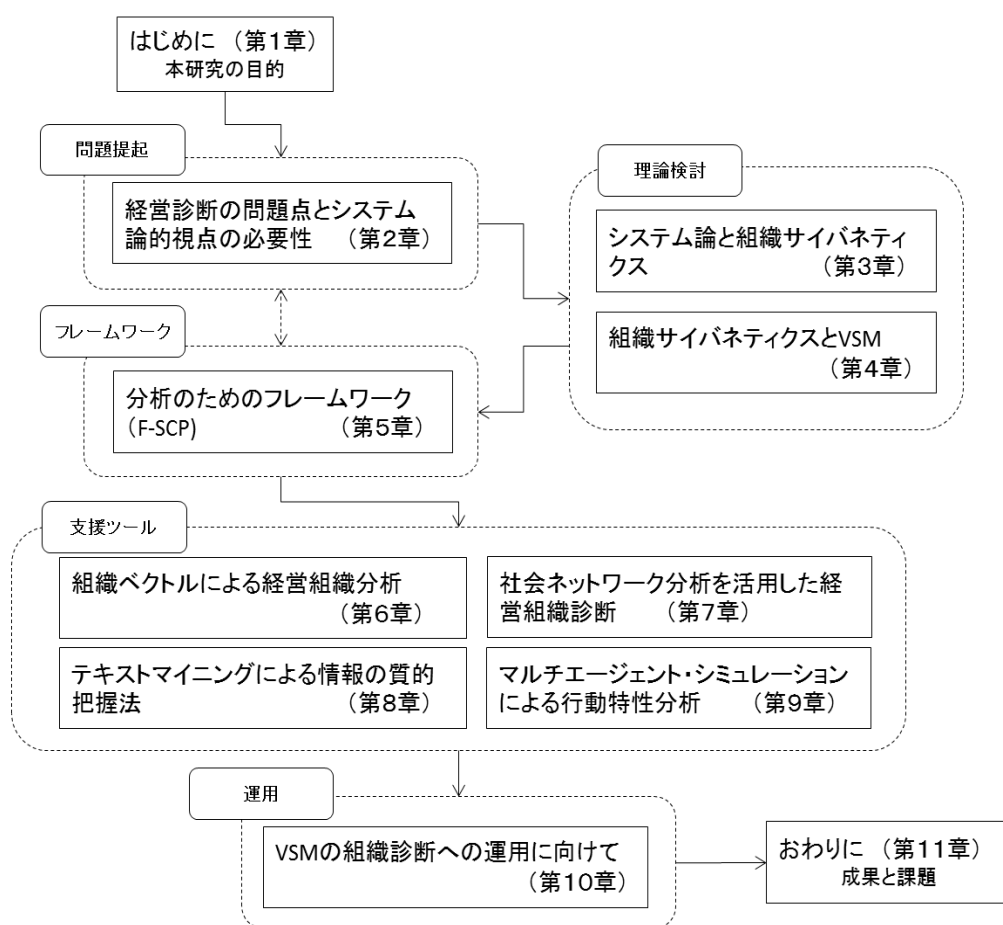 はじめに （第1章）
本研究の目的
問題提起
経営診断の問題点とシステム
論的視点の必要性 （第2章）
理論検討
システム論と組織サイバネティ
クス （第3章）
組織サイバネティクスとVSM
（第4章）
フレームワーク
分析のためのフレームワーク
（F-SCP) （第5章）
支援ツール
組織ベクトルによる経営組織分析
（第6章）
社会ネットワーク分析を活用した経
営組織診断 （第7章）
テキストマイニングによる情報の質的
把握法 （第8章）
マルチエージェント・シミュレーション
による行動特性分析 （第9章）
運用
VSMの組織診断への運用に向けて
（第10章）
おわりに （第11章）
成果と課題